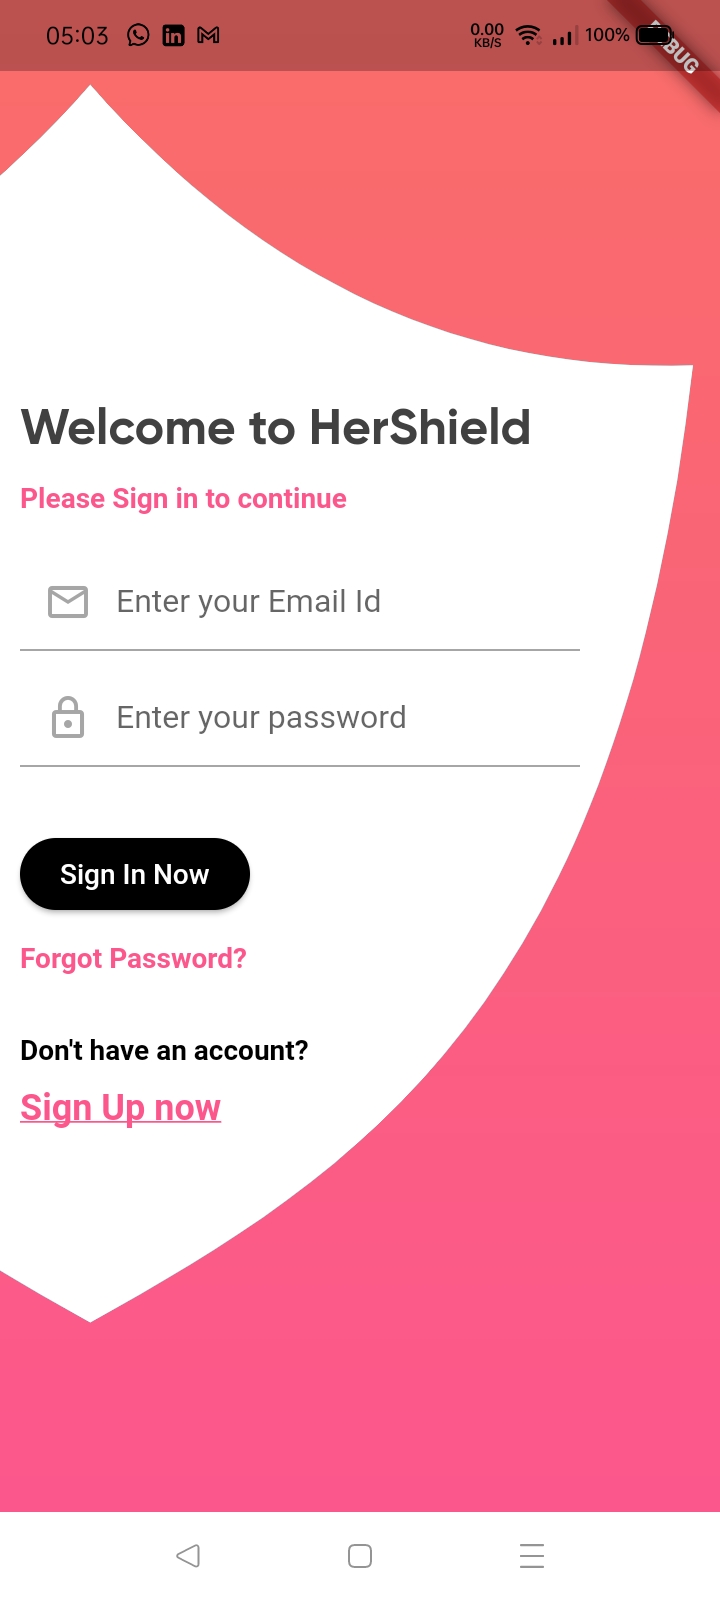 05:03 0.00 KB/S 100%
Welcome to HerShield
Please Sign in to continue
Enter your Email Id
Enter your password
Sign In Now
Forgot Password?
Don't have an account?
Sign Up now